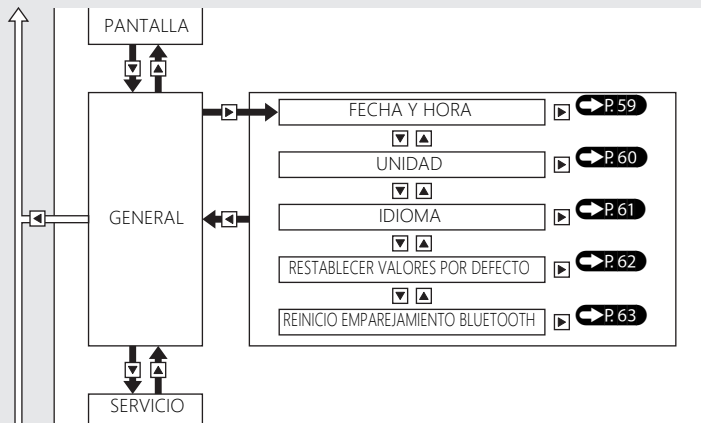 PANTALLA
GENERAL
FECHA Y HORA
P. 59
UNIDAD
P. 60
IDIOMA
P. 61
RESTABLECER VALORES POR DEFECTO
P. 62
REINICIO EMPAREJAMIENTO BLUETOOTH
P. 63
SERVICIO